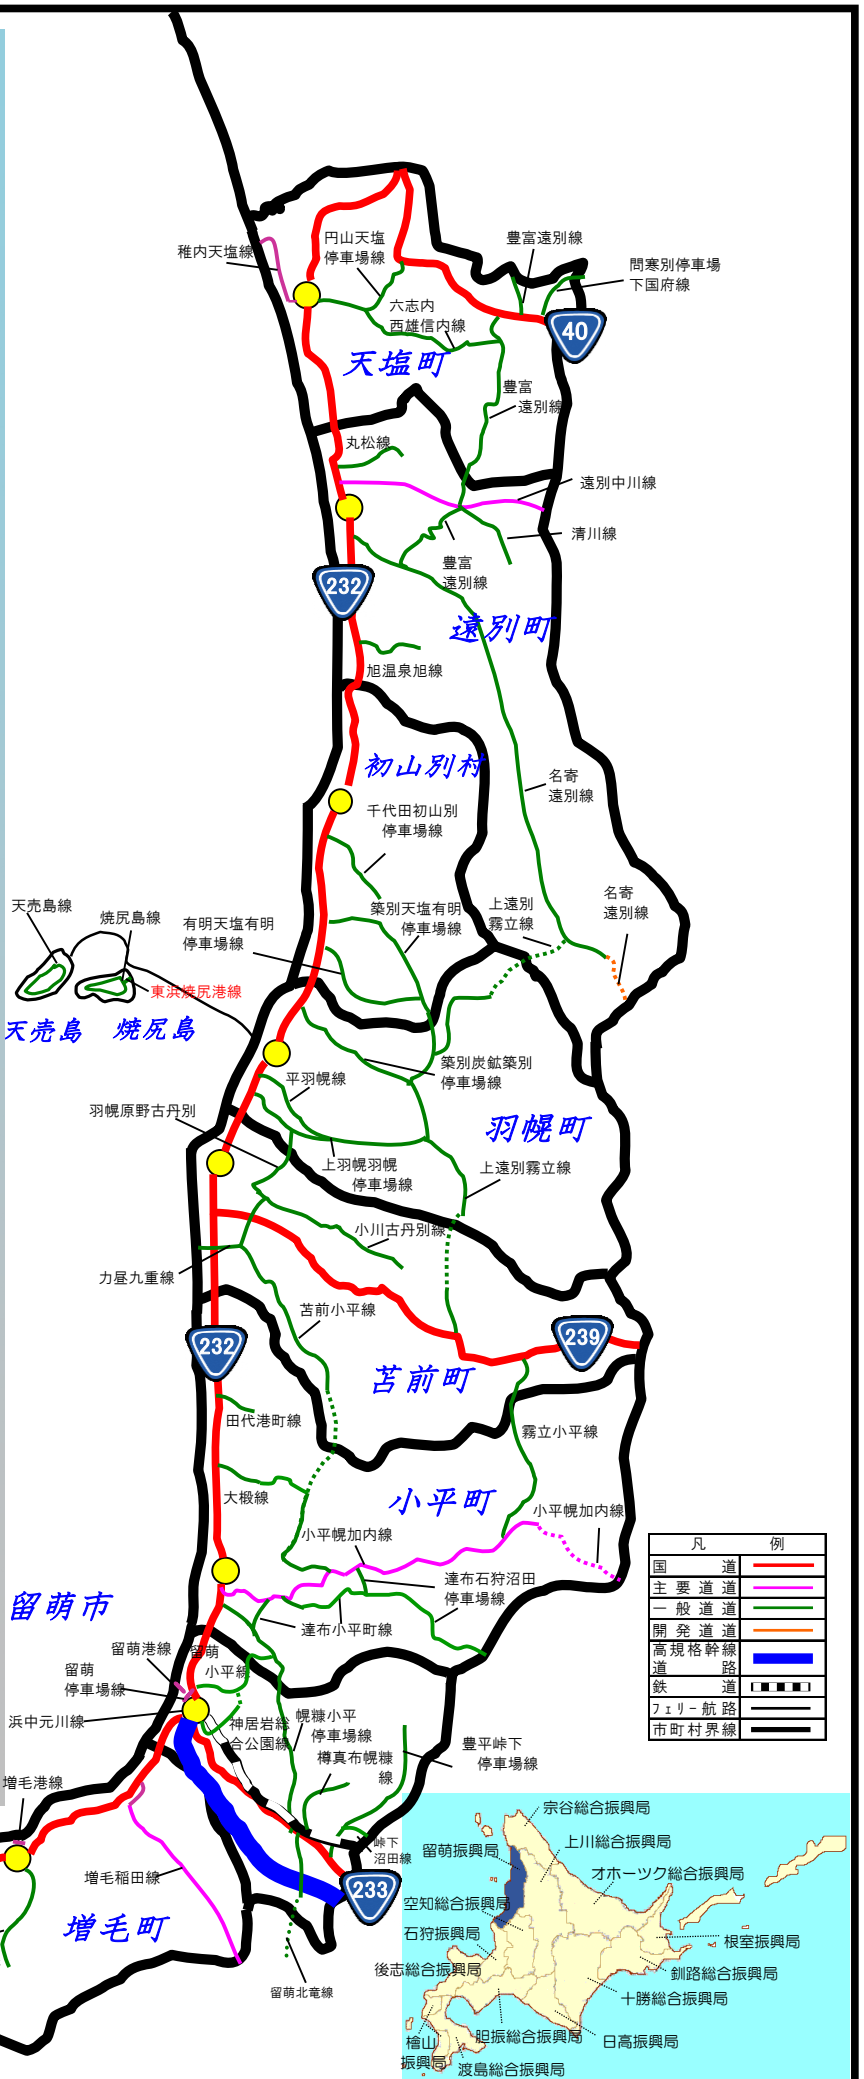 稚内天塩線
円山天塩
停車場線
豊富遠別線
問寒別停車場
下国府線
六志内
西雄信内線
40
天塩町
豊富
遠別線
丸松線
遠別中川線
清川線
豊富
遠別線
232
遠別町
旭温泉旭線
初山別村
名寄
遠別線
千代田初山別
停車場線
天売島線
焼尻島線
有明天塩有明
停車場線
築別天塩有明
停車場線
上遠別
霧立線
名寄
遠別線
東浜焼尻港線
天売島
焼尻島
築別炭鉱築別
停車場線
平羽幌線
羽幌原野古丹別
羽幌町
上羽幌羽幌
停車場線
上遠別霧立線
小川古丹別線
力昼九重線
苫前小平線
232
239
苫前町
田代港町線
霧立小平線
大椴線
小平町
小平幌加内線
小平幌加内線
達布石狩沼田
停車場線
達布小平町線
留萌市
留萌港線
留萌
小平線
留萌
停車場線
浜中元川線
神居岩総
合公園線
幌糠小平
停車場線
樽真布幌糠
線
豊平峠下
停車場線
増毛港線
峠下
沼田線
増毛稲田線
233
増毛町
留萌北竜線
凡例
国道
主要道道
一般道道
開発道道
高規格幹線
道路
鉄道
フェリー航路
市町村界線
宗谷総合振興局
上川総合振興局
留萌振興局
オホーツク総合振興局
空知総合振興局
石狩振興局
根室振興局
後志総合振興局
釧路総合振興局
十勝総合振興局
胆振総合振興局
日高振興局
檜山
振興局
渡島総合振興局